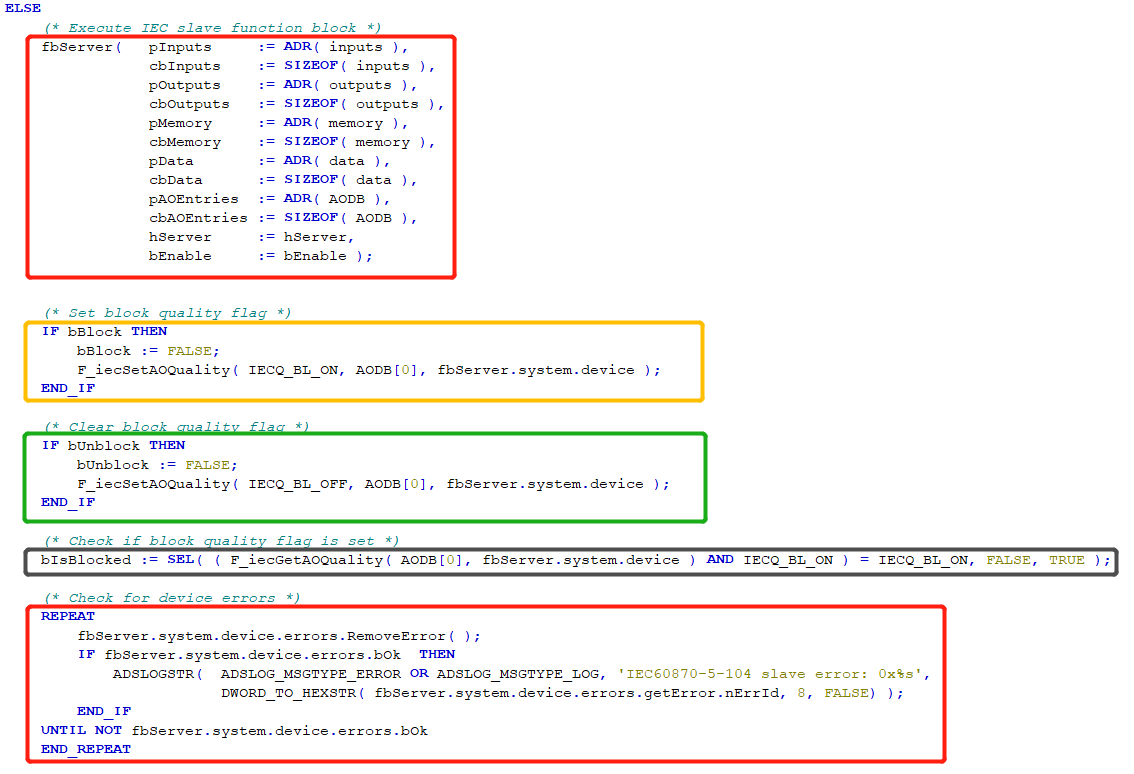 ELSE
(* Execute IEC slave function block *)
fbServer( pInputs := ADR( inputs ),
cbInputs := SIZEOF( inputs ),
pOutputs := ADR( outputs ),
cbOutputs := SIZEOF( outputs ),
pMemory := ADR( memory ),
cbMemory := SIZEOF( memory ),
pData := ADR( data ),
cbData := SIZEOF( data ),
pAOEntries := ADR( AODB ),
cbAOEntries := SIZEOF( AODB ),
hServer := hServer,
bEnable := bEnable );
(* Set block quality flag *)
IF bBlock THEN
bBlock := FALSE;
F_iecSetAOQuality( IECQ_BL_ON, AODB[0], fbServer.system.device );
END_IF
(* Clear block quality flag *)
IF bUnblock THEN
bUnblock := FALSE;
F_iecSetAOQuality( IECQ_BL_OFF, AODB[0], fbServer.system.device );
END_IF
(* Check if block quality flag is set *)
bIsBlocked := SEL( ( F_iecGetAOQuality( AODB[0], fbServer.system.device ) AND IECQ_BL_ON ) = IECQ_BL_ON, FALSE, TRUE );
(* Check for device errors *)
REPEAT
fbServer.system.device.errors.RemoveError( );
IF fbServer.system.device.errors.bOk THEN
ADSLOGSTR( ADSLOG_MSGTYPE_ERROR OR ADSLOG_MSGTYPE_LOG, 'IEC60870-5-104 slave error: 0x%s',
DWORD_TO_HEXSTR( fbServer.system.device.errors.getError.nErrId, 8, FALSE) );
END_IF
UNTIL NOT fbServer.system.device.errors.bOk
END_REPEAT